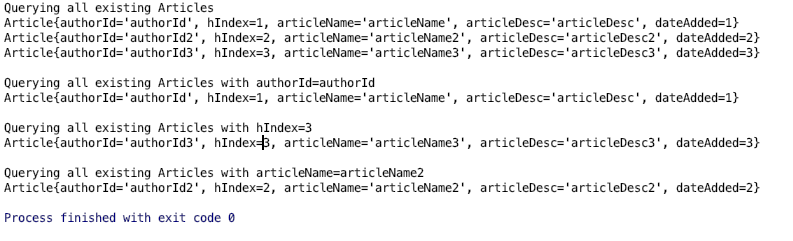 Querying all existing Articles
Article{authorId='authorId', hIndex=1, articleName='articleName', articleDesc='articleDesc', dateAdded=1}
Article{authorId='authorId2', hIndex=2, articleName='articleName2', articleDesc='articleDesc2', dateAdded=2}
Article{authorId='authorId3', hIndex=3, articleName='articleName3', articleDesc='articleDesc3', dateAdded=3}
Querying all existing Articles with authorId=authorId
Article{authorId='authorId', hIndex=1, articleName='articleName', articleDesc='articleDesc', dateAdded=1}
Querying all existing Articles with hIndex=3
Article{authorId='authorId3', hIndex=3, articleName='articleName3', articleDesc='articleDesc3', dateAdded=3}
Querying all existing Articles with articleName=articleName2
Article{authorId='authorId2', hIndex=2, articleName='articleName2', articleDesc='articleDesc2', dateAdded=2}
Process finished with exit code 0